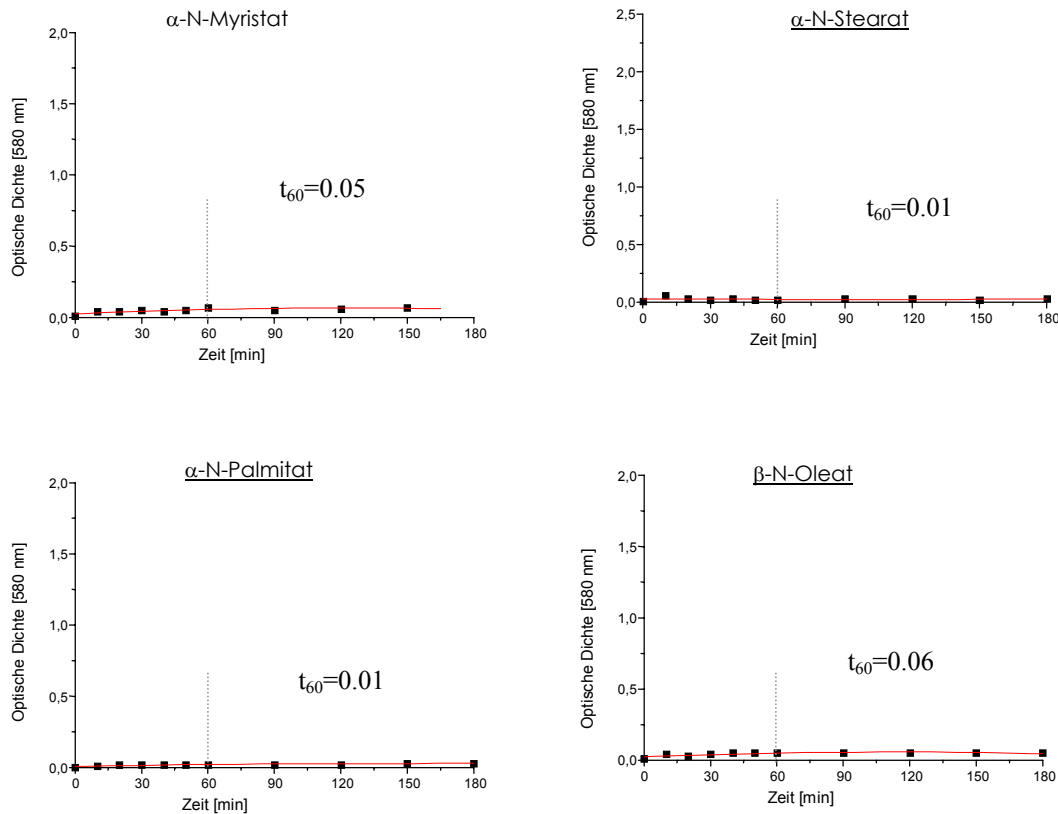 α-N-Myristat
2,0
1,5
1,0
0,5
0,0
Optische Dichte [580 nm]
t60=0.05
0 30 60 90 120 150 180
Zeit [min]
α-N-Stearat
2,5
2,0
1,5
1,0
0,5
0,0
Optische Dichte [580 nm]
t60=0.01
0 30 60 90 120 150 180
Zeit [min]
α-N-Palmitat
2,0
1,5
1,0
0,5
0,0
Optische Dichte [580 nm]
t60=0.01
0 30 60 90 120 150 180
Zeit [min]
β-N-Oleat
2,0
1,5
1,0
0,5
0,0
Optische Dichte [580 nm]
t60=0.06
0 30 60 90 120 150 180
Zeit [min]